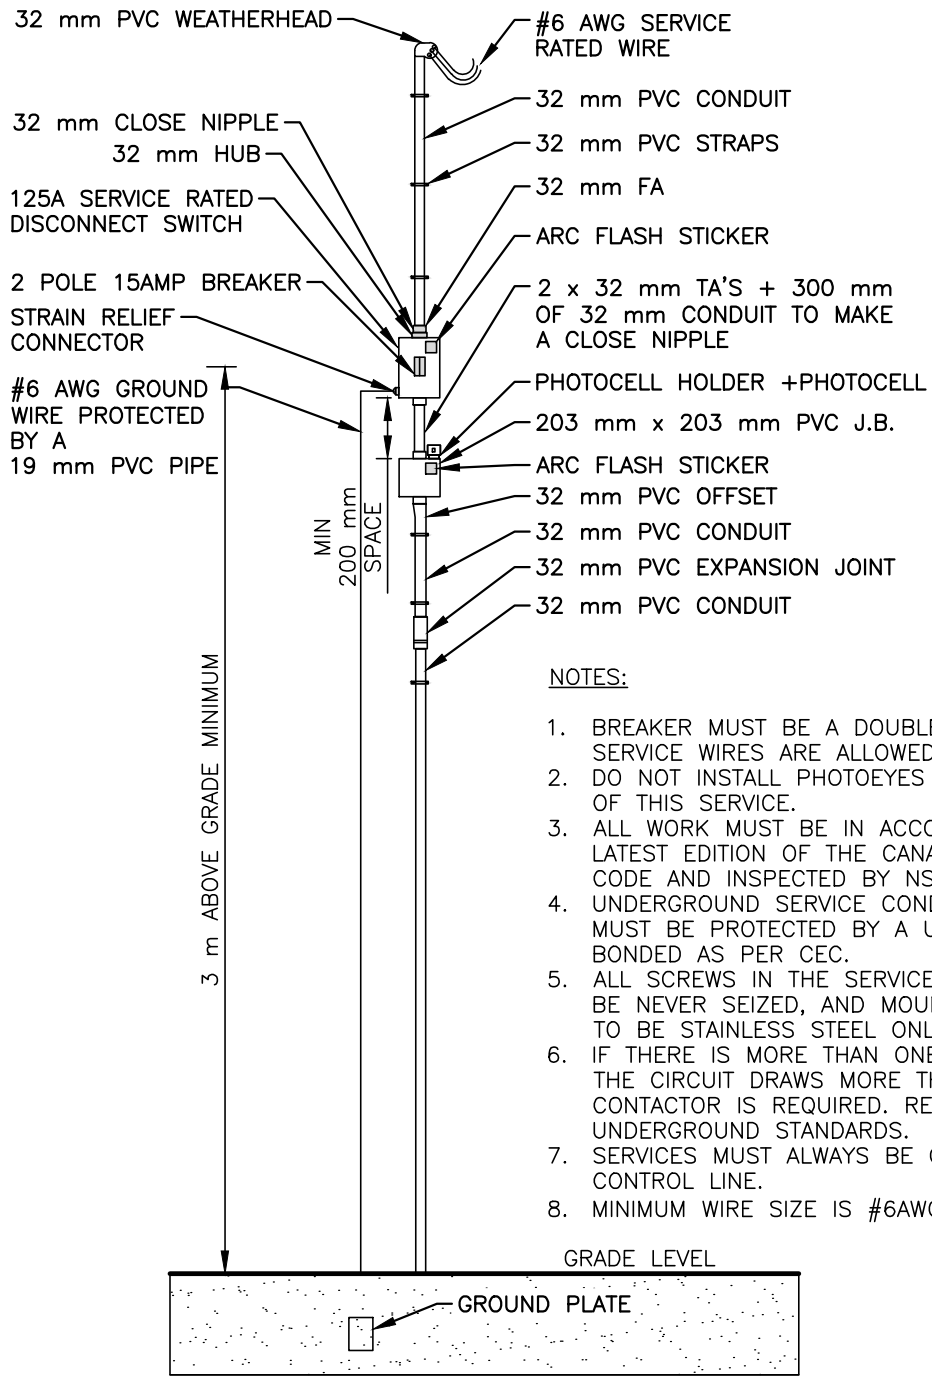 32 mm PVC WEATHERHEAD
#6 AWG SERVICE
RATED WIRE
32 mm PVC CONDUIT
32 mm CLOSE NIPPLE
32 mm PVC STRAPS
32 mm HUB
32 mm FA
125A SERVICE RATED
DISCONNECT SWITCH
ARC FLASH STICKER
2 POLE 15AMP BREAKER
2 x 32 mm TA'S + 300 mm
OF 32 mm CONDUIT TO MAKE
A CLOSE NIPPLE
STRAIN RELIEF
CONNECTOR
#6 AWG GROUND
WIRE PROTECTED
BY A
19 mm PVC PIPE
PHOTOCELL HOLDER +PHOTOCELL
203 mm x 203 mm PVC J.B.
ARC FLASH STICKER
32 mm PVC OFFSET
MIN
200 mm
SPACE
32 mm PVC CONDUIT
32 mm PVC EXPANSION JOINT
32 mm PVC CONDUIT
3 m ABOVE GRADE MINIMUM
NOTES:
1. BREAKER MUST BE A DOUBLE
SERVICE WIRES ARE ALLOWED
2. DO NOT INSTALL PHOTOEYES
OF THIS SERVICE.
3. ALL WORK MUST BE IN ACCO
LATEST EDITION OF THE CANA
CODE AND INSPECTED BY NS
4. UNDERGROUND SERVICE COND
MUST BE PROTECTED BY A U
BONDED AS PER CEC.
5. ALL SCREWS IN THE SERVICE
BE NEVER SEIZED, AND MOU
TO BE STAINLESS STEEL ONL
6. IF THERE IS MORE THAN ONE
THE CIRCUIT DRAWS MORE TH
CONTACTOR IS REQUIRED. RE
UNDERGROUND STANDARDS.
7. SERVICES MUST ALWAYS BE
CONTROL LINE.
8. MINIMUM WIRE SIZE IS #6AWG
GRADE LEVEL
GROUND PLATE